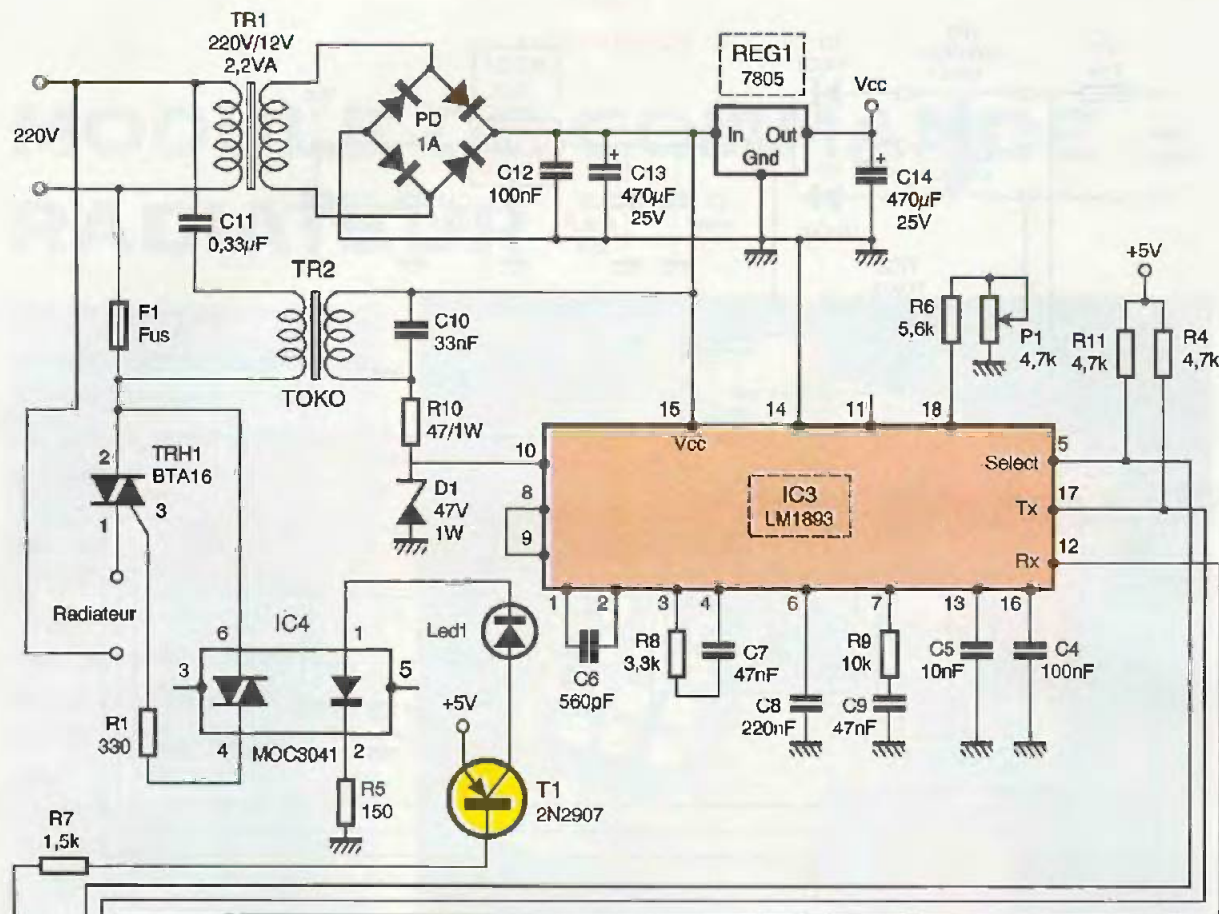 TR1
220V/12V
2,2VA
220V
PD
1A
C12
100nF
C13
470µF
25V
REG1
7805
In Out
Gnd
Vcc
C14
470µF
25V
C11
0,33µF
TR2
TOKO
F1
Fus
C10
33nF
R10
47/1W
D1
47V
1W
R6
5,6k
P1
4,7k
+5V
R11
4,7k
R4
4,7k
15
14
11
18
Vcc
10
8
9
IC3
LM1893
Select
5
Tx
17
Rx
12
1
2
3
4
6
7
13
16
C6
560pF
R8
3,3k
C7
47nF
C8
220nF
R9
10k
C9
47nF
C5
10nF
C4
100nF
2
TRH1
BTA16
3
1
Radiateur
IC4
6
1
3
5
4
2
MOC3041
R1
330
R5
150
Led1
+5V
T1
2N2907
R7
1,5k